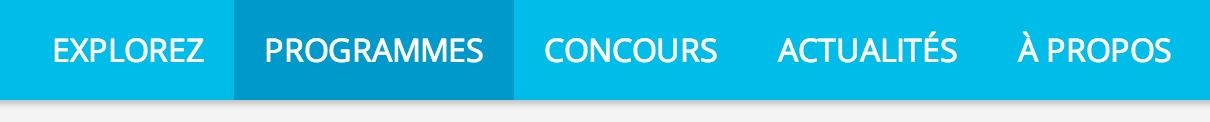 EXPLOREZ PROGRAMMES CONCOURS ACTUALITÉS À PROPOS